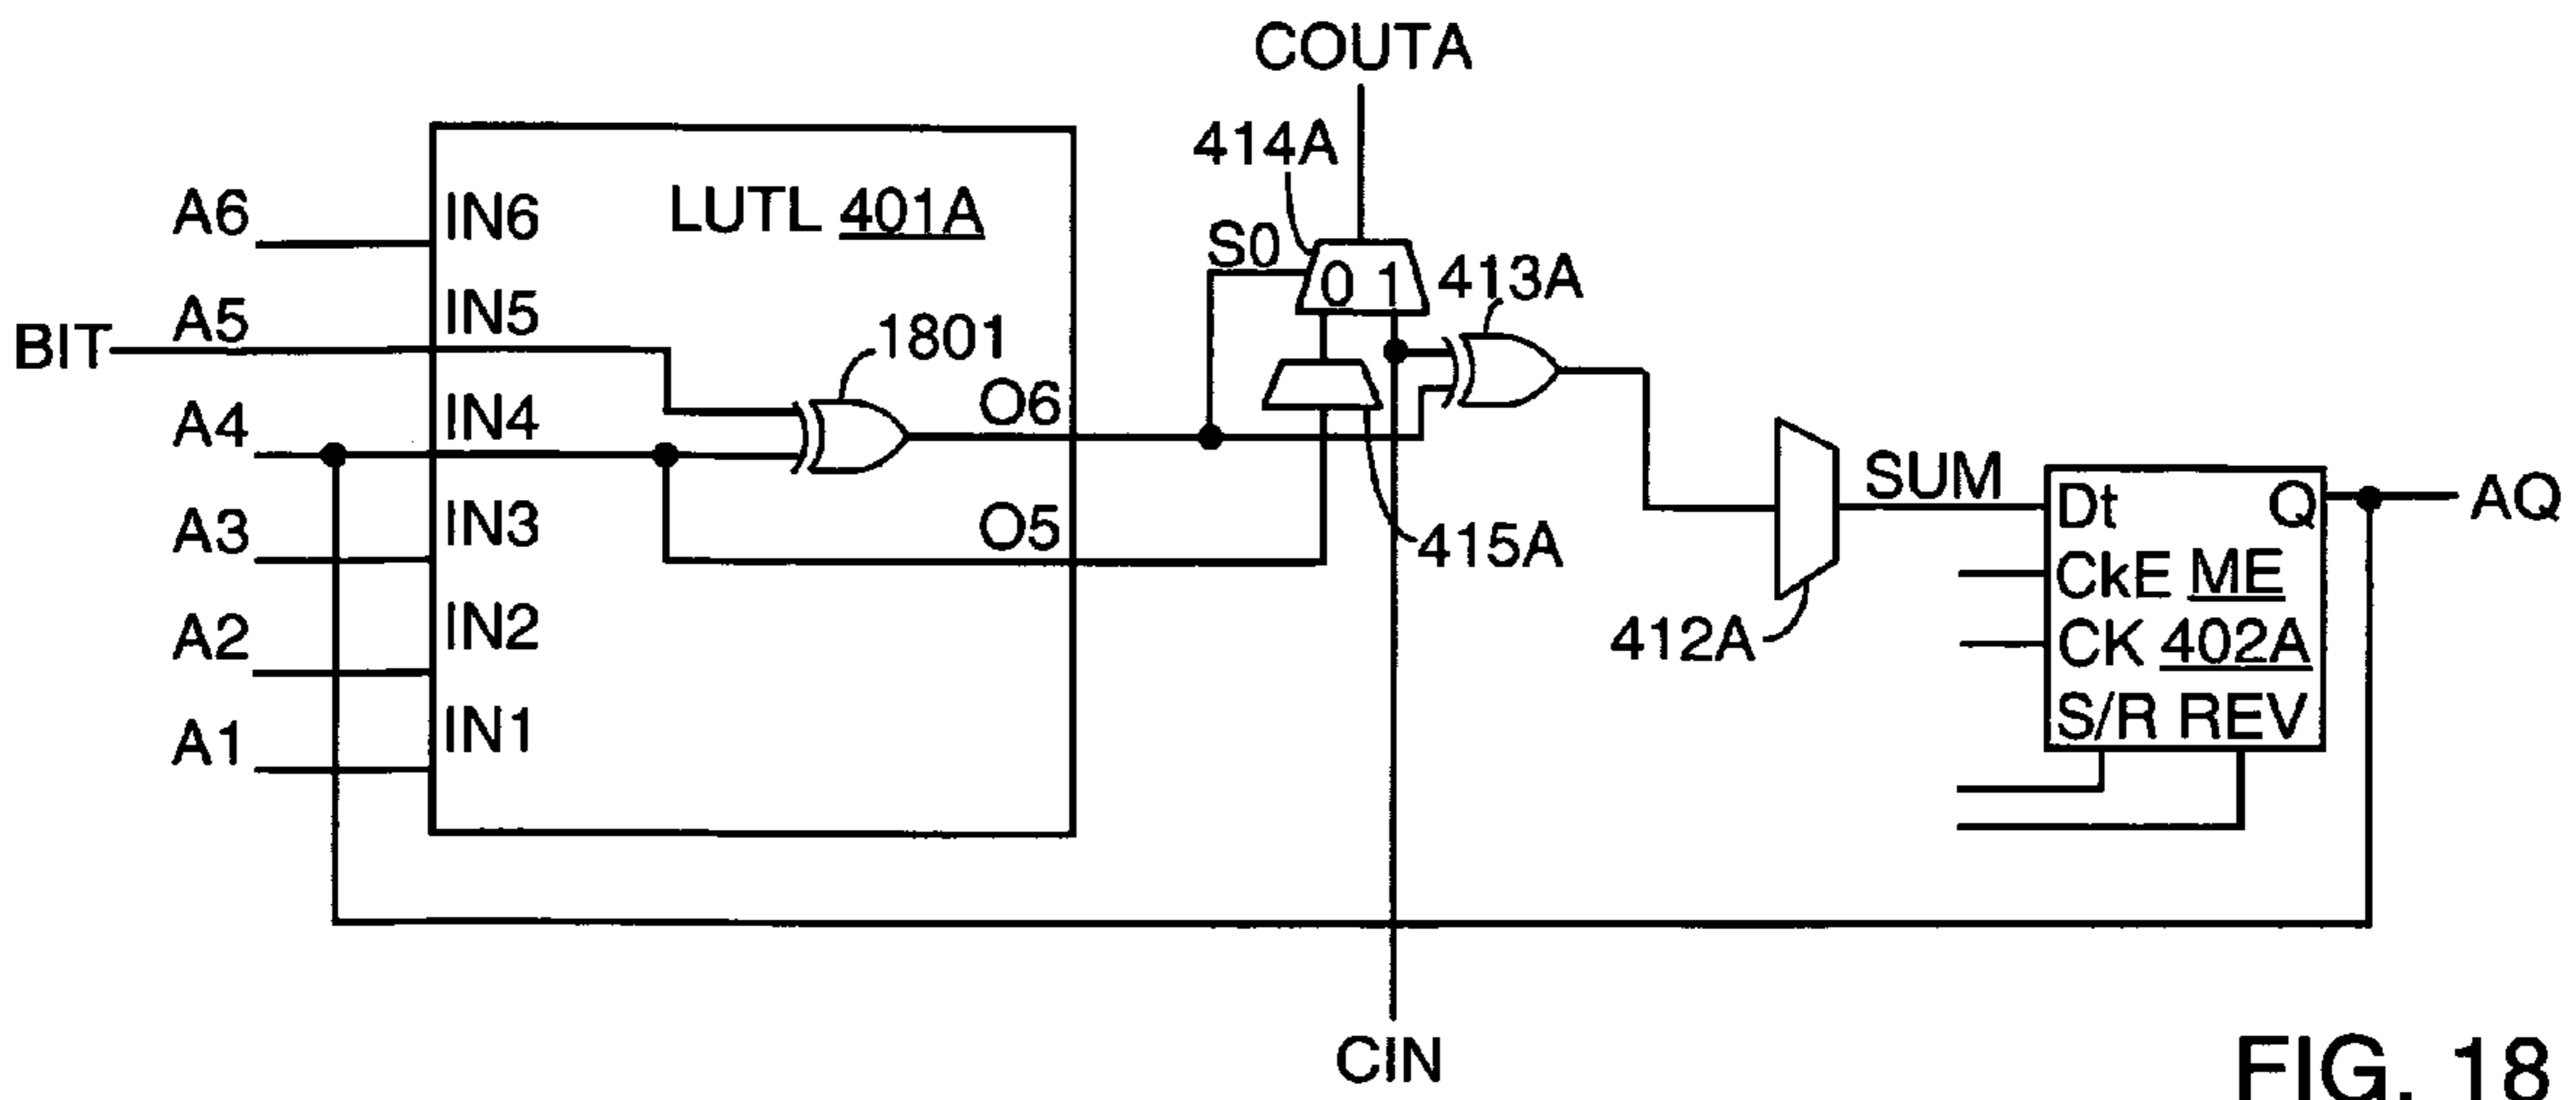 COUTA
414A
A6
IN6
LUTL 401A
S0
0 1
413A
A5
IN5
BIT
1801
A4
IN4
O6
SUM
Dt
Q
AQ
A3
IN3
O5
415A
CkE ME
A2
IN2
412A
CK 402A
A1
IN1
S/R REV
CIN
FIG. 18